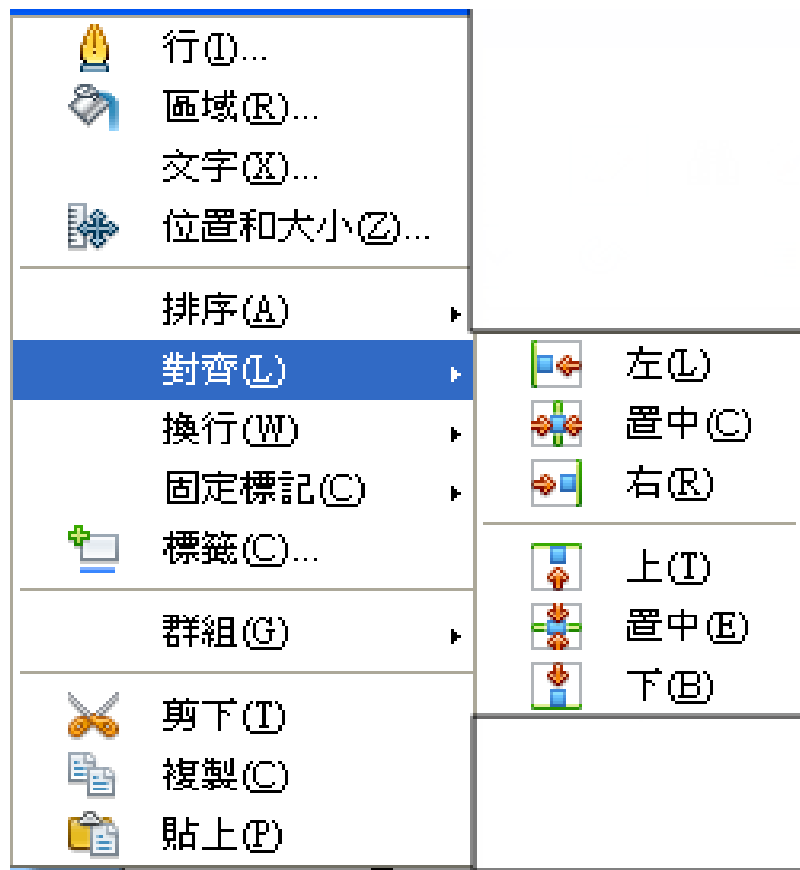 行(I)...
區域(R)...
文字(X)...
位置和大小(Z)...
排序(A)
對齊(L)
換行(W)
固定標記(C)
標籤(C)...
群組(G)
剪下(T)
複製(C)
貼上(P)
左(L)
置中(C)
右(R)
上(T)
置中(E)
下(B)